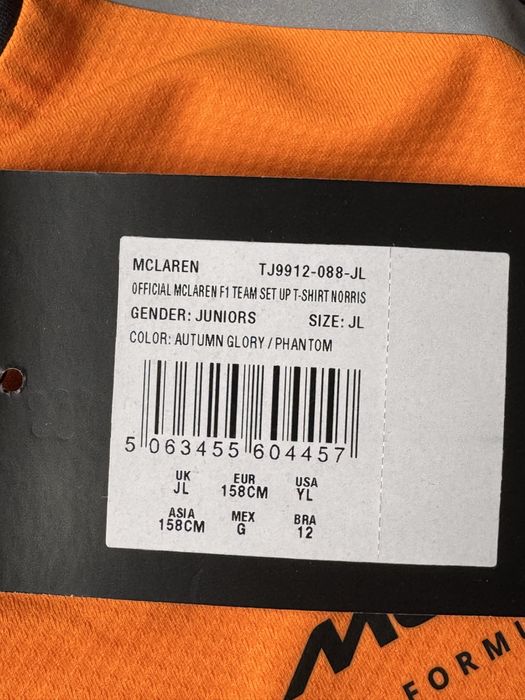 MCLAREN TJ9912-088-JL
OFFICIAL MCLAREN F1 TEAM SET UP T-SHIRT NORRIS
GENDER: JUNIORS SIZE: JL
COLOR: AUTUMN GLORY / PHANTOM
5 063455 604457
UK EUR USA
JL 158CM YL
ASIA MEX BRA
158CM G 12